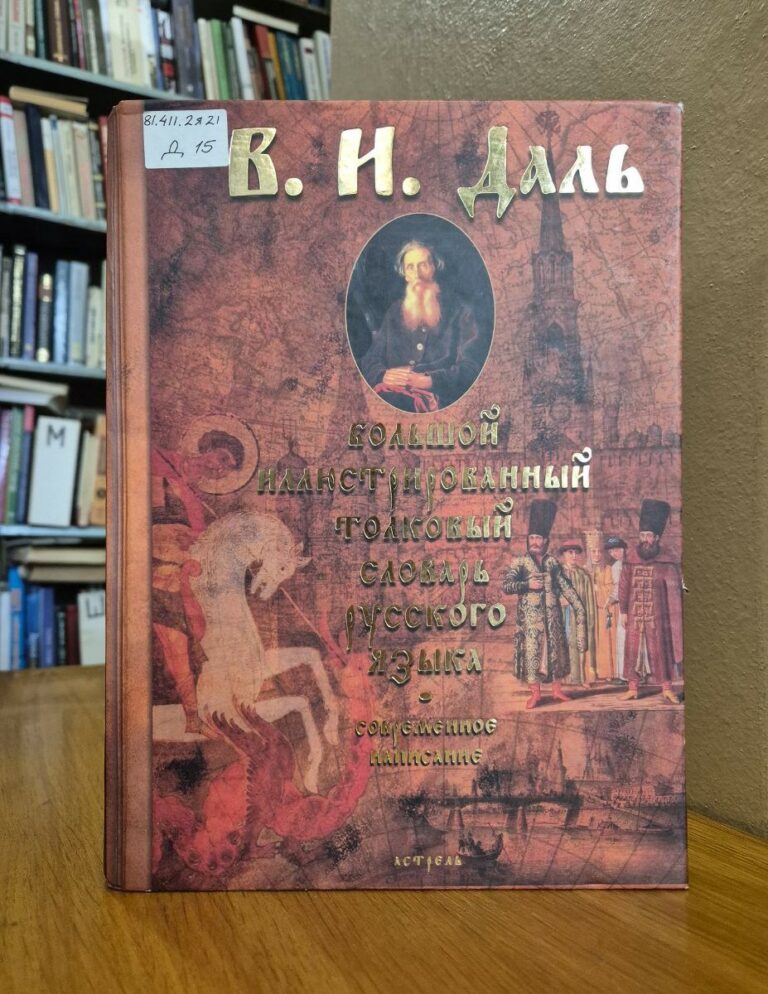 81.411.2я21
Д 15
В. И. Даль
БОЛЬШОЙ
ИЛЛЮСТРИРОВАННЫЙ
ТОЛКОВЫЙ
СЛОВАРЬ
РУССКОГО
ЯЗЫКА
СОВРЕМЕННОЕ
НАПИСАНИЕ
АСТРЕЛЬ
М